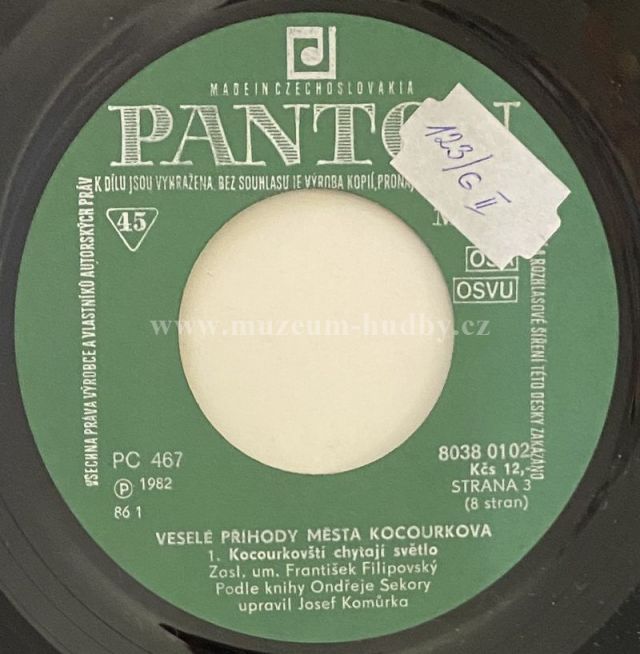 MADE IN CZECHOSLOVAKIA
PANTON
VŠECHNA PRÁVA VÝROBCE A VLASTNÍKŮ AUTORSKÝCH PRÁV
K DÍLU JSOU VYHRAŽENA. BEZ SOUHLASU JE VÝROBA KOPIÍ,
ROZHLASOVÉ ŠÍŘENÍ TÉTO DESKY ZAKÁZÁNO
123/G II
45
OSVU
www.muzeum-hudby.cz
PC 467
Ⓟ 1982
86 1
8038 0102
Kčs 12,-
STRANA 3
(8 stran)
VESELÉ PŘÍHODY MĚSTA KOCOURKOVA
1. Kocourkovští chytají světlo
Zasl. um. František Filipovský
Podle knihy Ondřeje Sekory
upravil Josef Komůrka